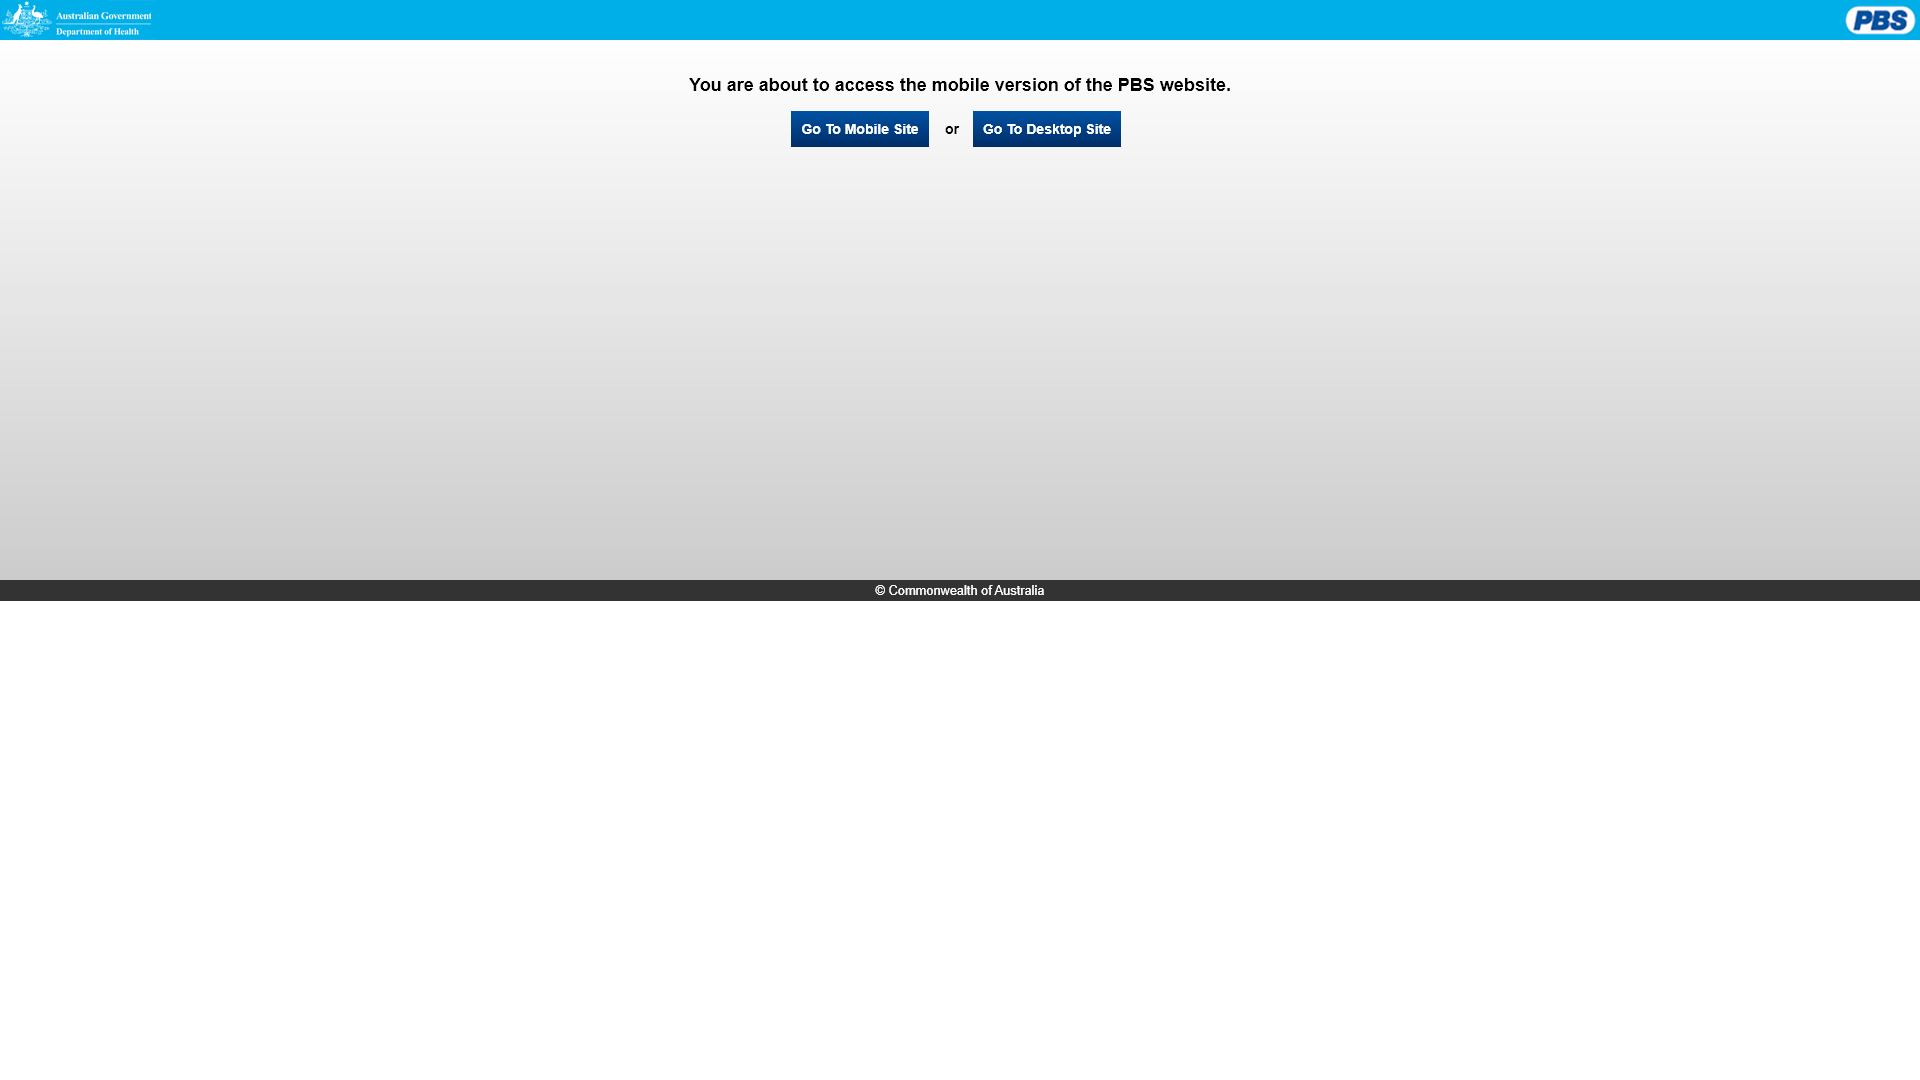 Australian Government
Department of Health
PBS
You are about to access the mobile version of the PBS website.
Go To Mobile Site or Go To Desktop Site
© Commonwealth of Australia